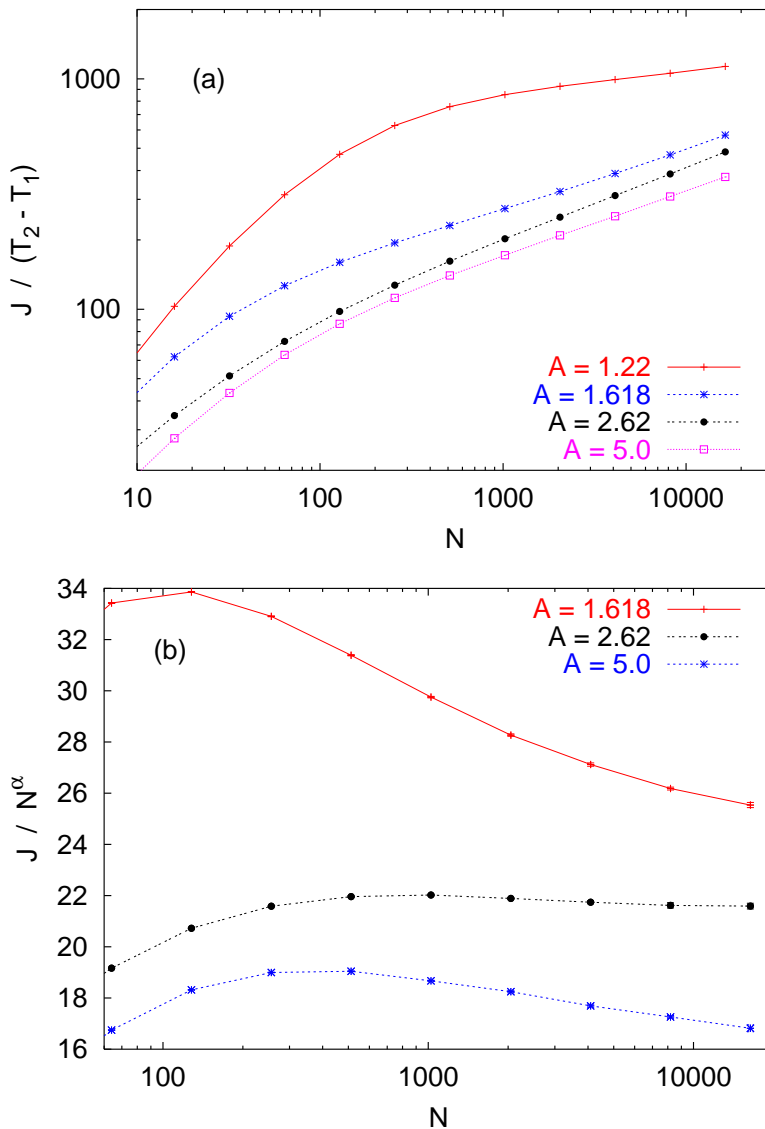 1000
100
J / (T₂ - T₁)
(a)
A = 1.22
A = 1.618
A = 2.62
A = 5.0
10 100 1000 10000
N
34
32
30
28
26
24
22
20
18
16
J / N^α
(b)
A = 1.618
A = 2.62
A = 5.0
100 1000 10000
N